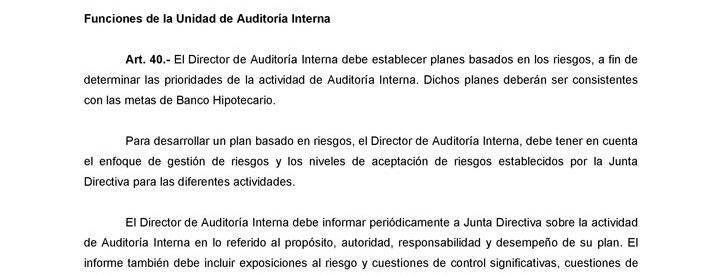 Funciones de la Unidad de Auditoría Interna
Art. 40.- El Director de Auditoría Interna debe establecer planes basados en los riesgos, a fin de
determinar las prioridades de la actividad de Auditoría Interna. Dichos planes deberán ser consistentes
con las metas de Banco Hipotecario.
Para desarrollar un plan basado en riesgos, el Director de Auditoría Interna, debe tener en cuenta
el enfoque de gestión de riesgos y los niveles de aceptación de riesgos establecidos por la Junta
Directiva para las diferentes actividades.
El Director de Auditoría Interna debe informar periódicamente a Junta Directiva sobre la actividad
de Auditoría Interna en lo referido al propósito, autoridad, responsabilidad y desempeño de su plan. El
informe también debe incluir exposiciones al riesgo y cuestiones de control significativas, cuestiones de